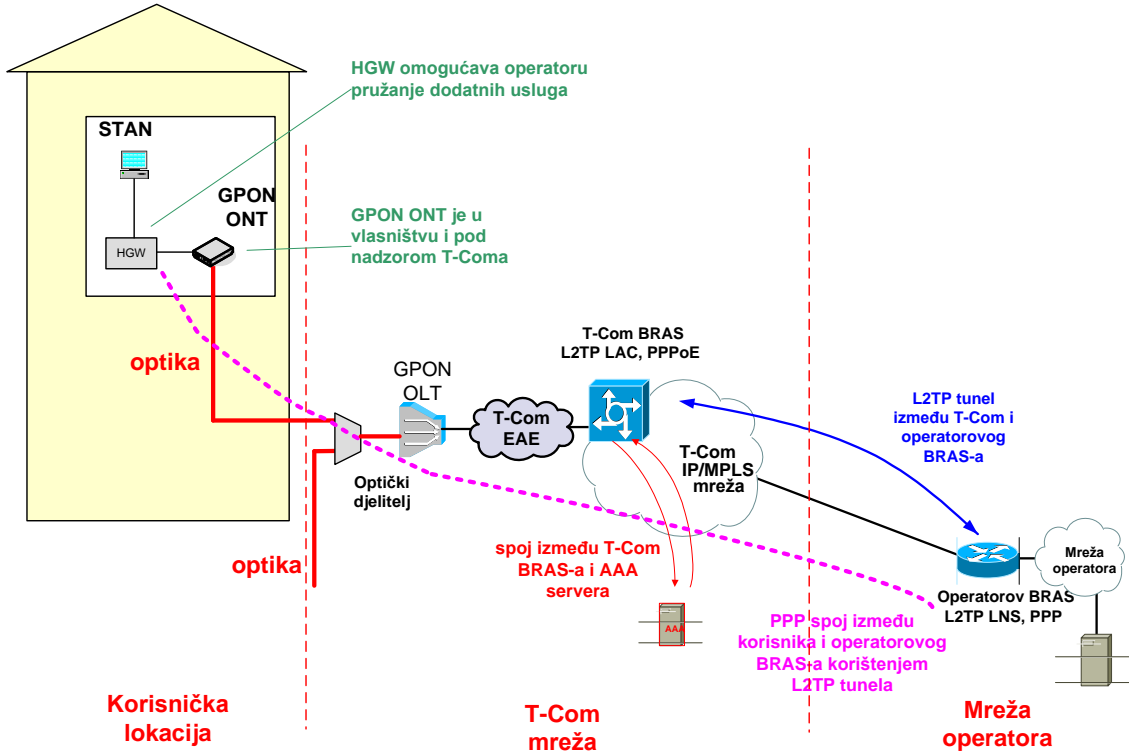 HGW omogućava operatoru
pružanje dodatnih usluga
STAN
GPON
ONT
HGW
GPON ONT je u
vlasništvu i pod
nadzorom T-Coma
optika
GPON
OLT
T-Com BRAS
L2TP LAC, PPPoE
T-Com
EAE
L2TP tunel
između T-Com i
operatorovog
BRAS-a
T-Com
IP/MPLS
mreža
Optički
djelitelj
optika
spoj između T-Com
BRAS-a i AAA
servera
AAA
Mreža
operatora
Operatorov BRAS
L2TP LNS, PPP
PPP spoj između
korisnika i operatorovog
BRAS-a korištenjem
L2TP tunela
Korisnička
lokacija
T-Com
mreža
Mreža
operatora